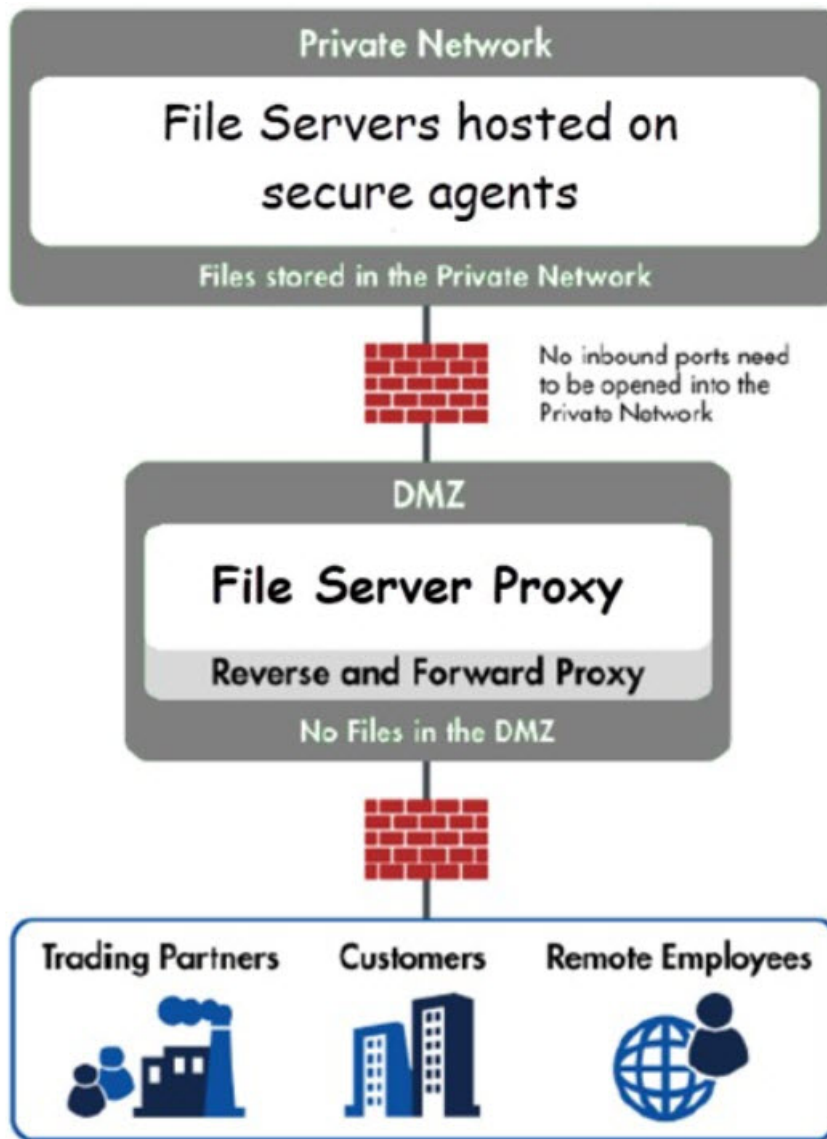 Private Network
File Servers hosted on
secure agents
Files stored in the Private Network
No inbound ports need
to be opened into the
Private Network
DMZ
File Server Proxy
Reverse and Forward Proxy
No Files in the DMZ
Trading Partners
Customers
Remote Employees